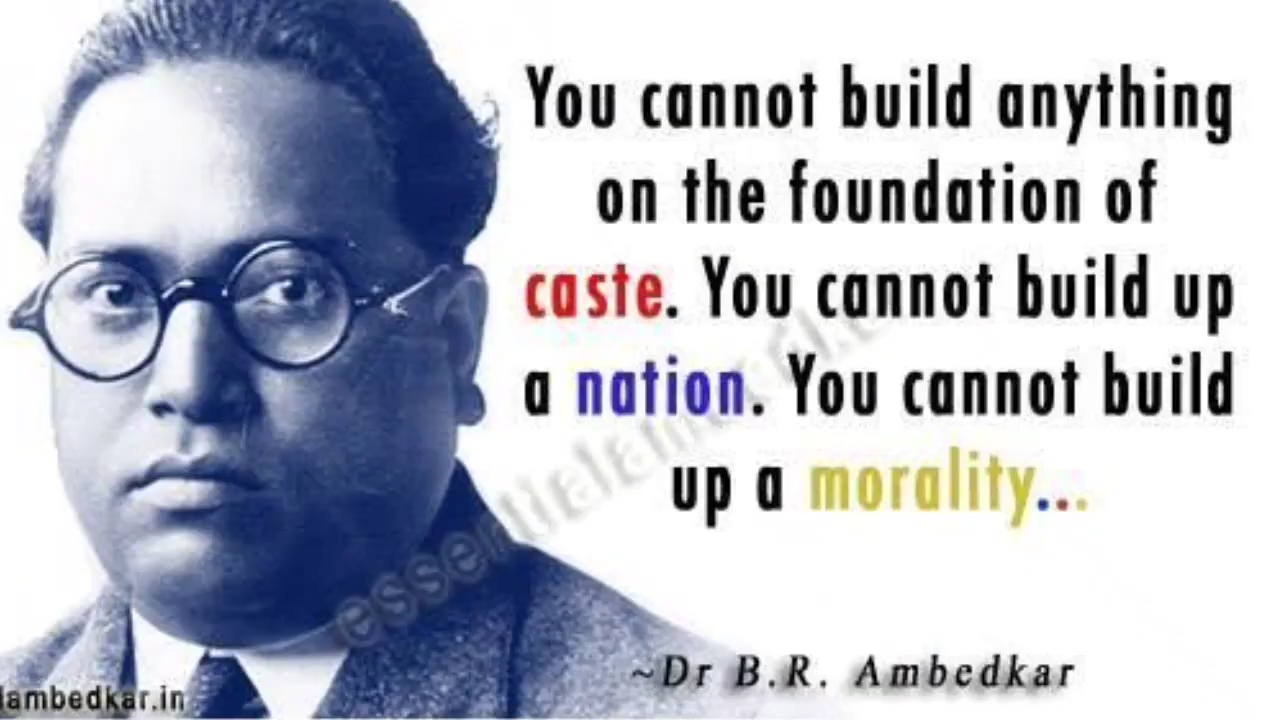 You cannot build anything
on the foundation of
caste. You cannot build up
a nation. You cannot build
up a morality...
~Dr B.R. Ambedkar
lambedkar.in